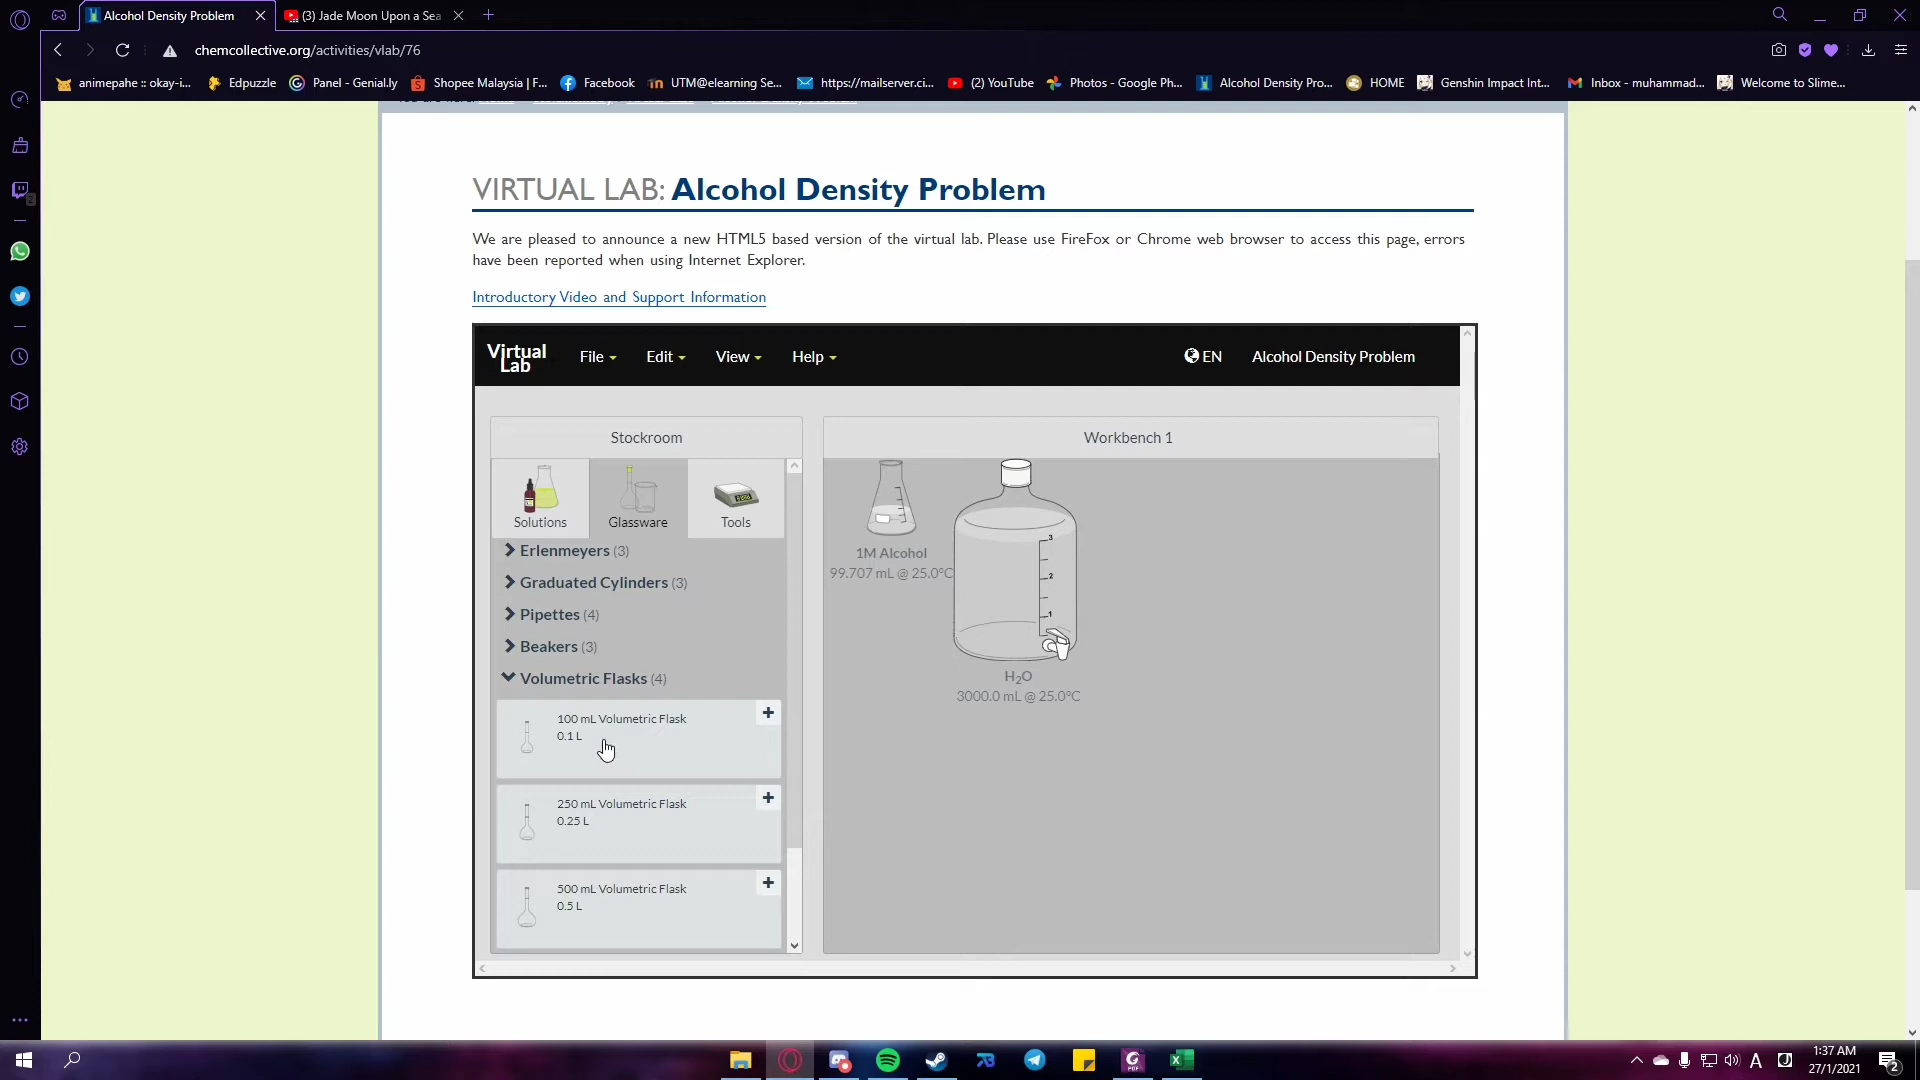 Alcohol Density Problem
(3) Jade Moon Upon a Sea
chemcollective.org/activities/vlab/76
animepahe :: okay-i...
Edpuzzle
Panel - Genial.ly
Shopee Malaysia | F...
Facebook
UTM@elearning Se...
https://mailserver.ci...
(2) YouTube
Photos - Google Ph...
Alcohol Density Pro...
HOME
Genshin Impact Int...
Inbox - muhammad...
Welcome to Slime...
VIRTUAL LAB: Alcohol Density Problem
We are pleased to announce a new HTML5 based version of the virtual lab. Please use FireFox or Chrome web browser to access this page, errors
have been reported when using Internet Explorer.
Introductory Video and Support Information
Virtual
Lab
File
Edit
View
Help
EN
Alcohol Density Problem
Stockroom
Workbench 1
Solutions
Glassware
Tools
Erlenmeyers (3)
Graduated Cylinders (3)
Pipettes (4)
Beakers (3)
Volumetric Flasks (4)
100 mL Volumetric Flask
0.1 L
250 mL Volumetric Flask
0.25 L
500 mL Volumetric Flask
0.5 L
1M Alcohol
99.707 mL @ 25.0°C
3
2
1
H₂O
3000.0 mL @ 25.0°C
1:37 AM
27/1/2021
2